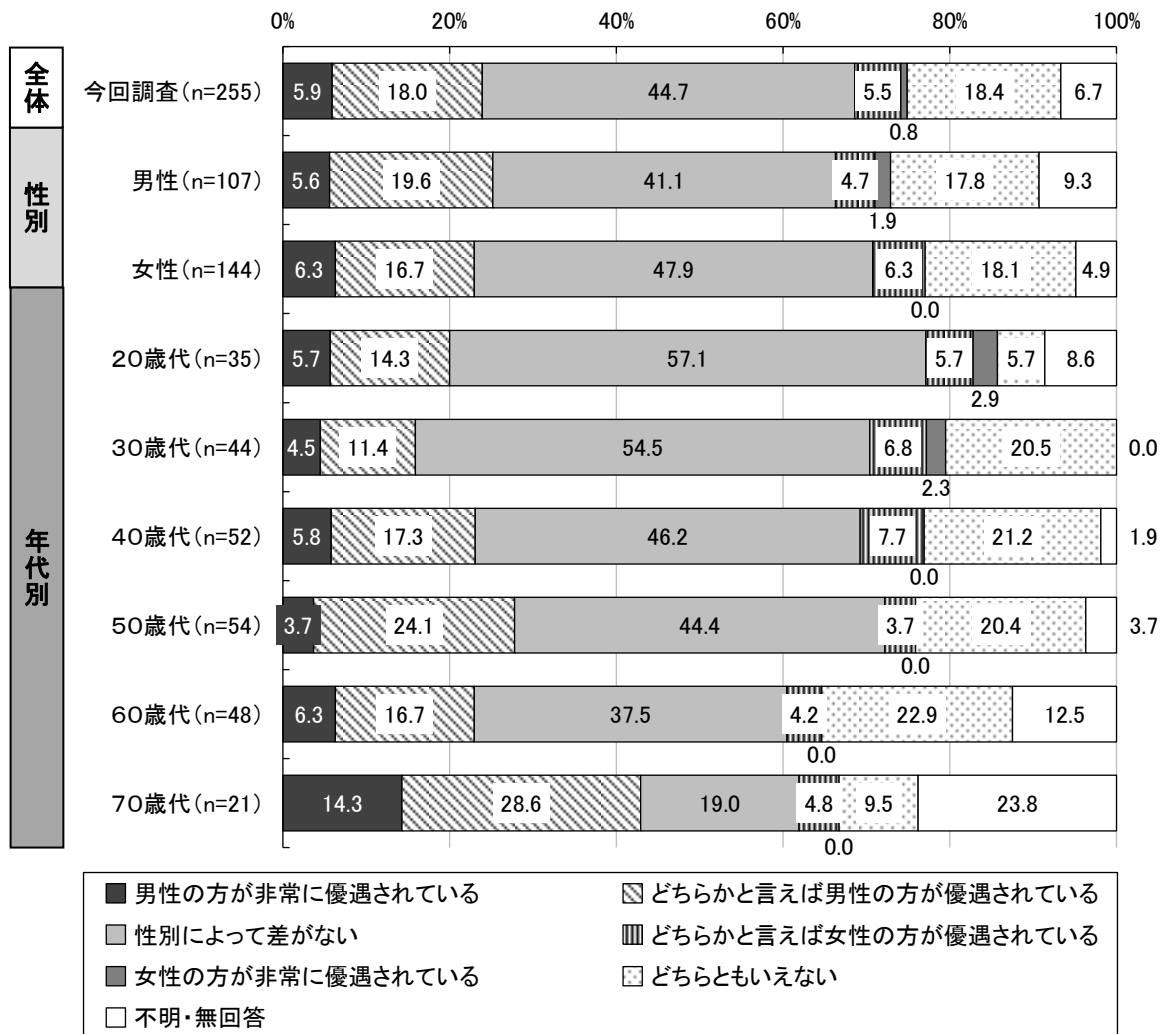 0% 20% 40% 60% 80% 100%
全体
今回調査(n=255) 5.9 18.0 44.7 5.5 18.4 6.7
0.8
性別
男性(n=107) 5.6 19.6 41.1 4.7 17.8 9.3
1.9
女性(n=144) 6.3 16.7 47.9 6.3 18.1 4.9
0.0
年代別
20歳代(n=35) 5.7 14.3 57.1 5.7 5.7 8.6
2.9
30歳代(n=44) 4.5 11.4 54.5 6.8 20.5 0.0
2.3
40歳代(n=52) 5.8 17.3 46.2 7.7 21.2 1.9
0.0
50歳代(n=54) 3.7 24.1 44.4 3.7 20.4 3.7
0.0
60歳代(n=48) 6.3 16.7 37.5 4.2 22.9 12.5
0.0
70歳代(n=21) 14.3 28.6 19.0 4.8 9.5 23.8
0.0
男性の方が非常に優遇されている どちらかと言えば男性の方が優遇されている
性別によって差がない どちらかと言えば女性の方が優遇されている
女性の方が非常に優遇されている どちらともいえない
不明・無回答